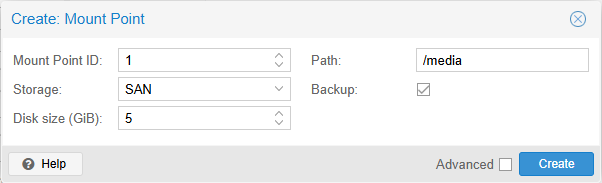 Create: Mount Point
Mount Point ID: 1 Path: /media
Storage: SAN Backup:
Disk size (GiB): 5
Help Advanced Create